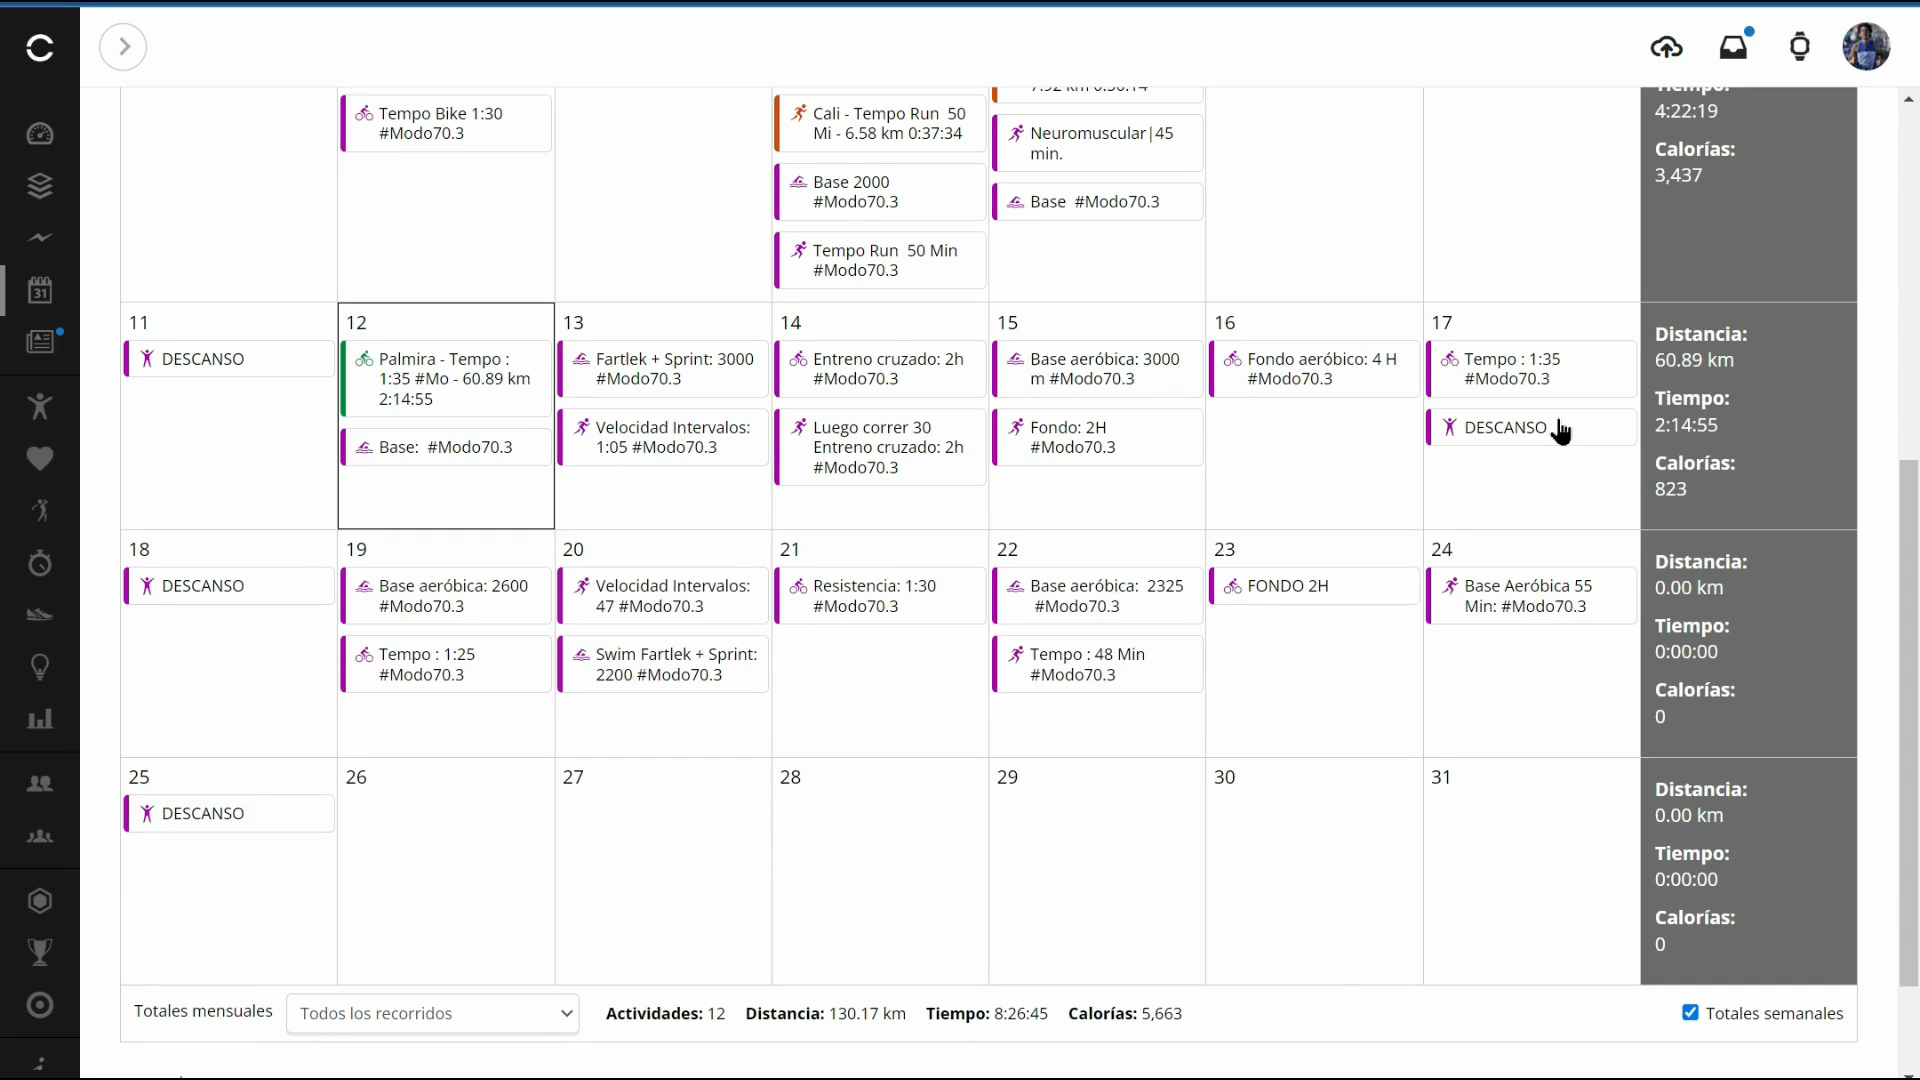 31
Tempo Bike 1:30
#Modo70.3
Cali - Tempo Run 50
Mi - 6.58 km 0:37:34
Base 2000
#Modo70.3
Tempo Run 50 Min
#Modo70.3
7.92 km 0:50:14
Neuromuscular|45
min.
Base #Modo70.3
Tiempo:
4:22:19
Calorías:
3,437
11
DESCANSO
12
Palmira - Tempo :
1:35 #Mo - 60.89 km
2:14:55
Base: #Modo70.3
13
Fartlek + Sprint: 3000
#Modo70.3
Velocidad Intervalos:
1:05 #Modo70.3
14
Entreno cruzado: 2h
#Modo70.3
Luego correr 30
Entreno cruzado: 2h
#Modo70.3
15
Base aeróbica: 3000
m #Modo70.3
Fondo: 2H
#Modo70.3
16
Fondo aeróbico: 4 H
#Modo70.3
17
Tempo : 1:35
#Modo70.3
DESCANSO
Distancia:
60.89 km
Tiempo:
2:14:55
Calorías:
823
18
DESCANSO
19
Base aeróbica: 2600
#Modo70.3
Tempo : 1:25
#Modo70.3
20
Velocidad Intervalos:
47 #Modo70.3
Swim Fartlek + Sprint:
2200 #Modo70.3
21
Resistencia: 1:30
#Modo70.3
22
Base aeróbica: 2325
#Modo70.3
Tempo : 48 Min
#Modo70.3
23
FONDO 2H
24
Base Aeróbica 55
Min: #Modo70.3
Distancia:
0.00 km
Tiempo:
0:00:00
Calorías:
0
25
DESCANSO
26
27
28
29
30
31
Distancia:
0.00 km
Tiempo:
0:00:00
Calorías:
0
Totales mensuales
Todos los recorridos
Actividades: 12 Distancia: 130.17 km Tiempo: 8:26:45 Calorías: 5,663
Totales semanales